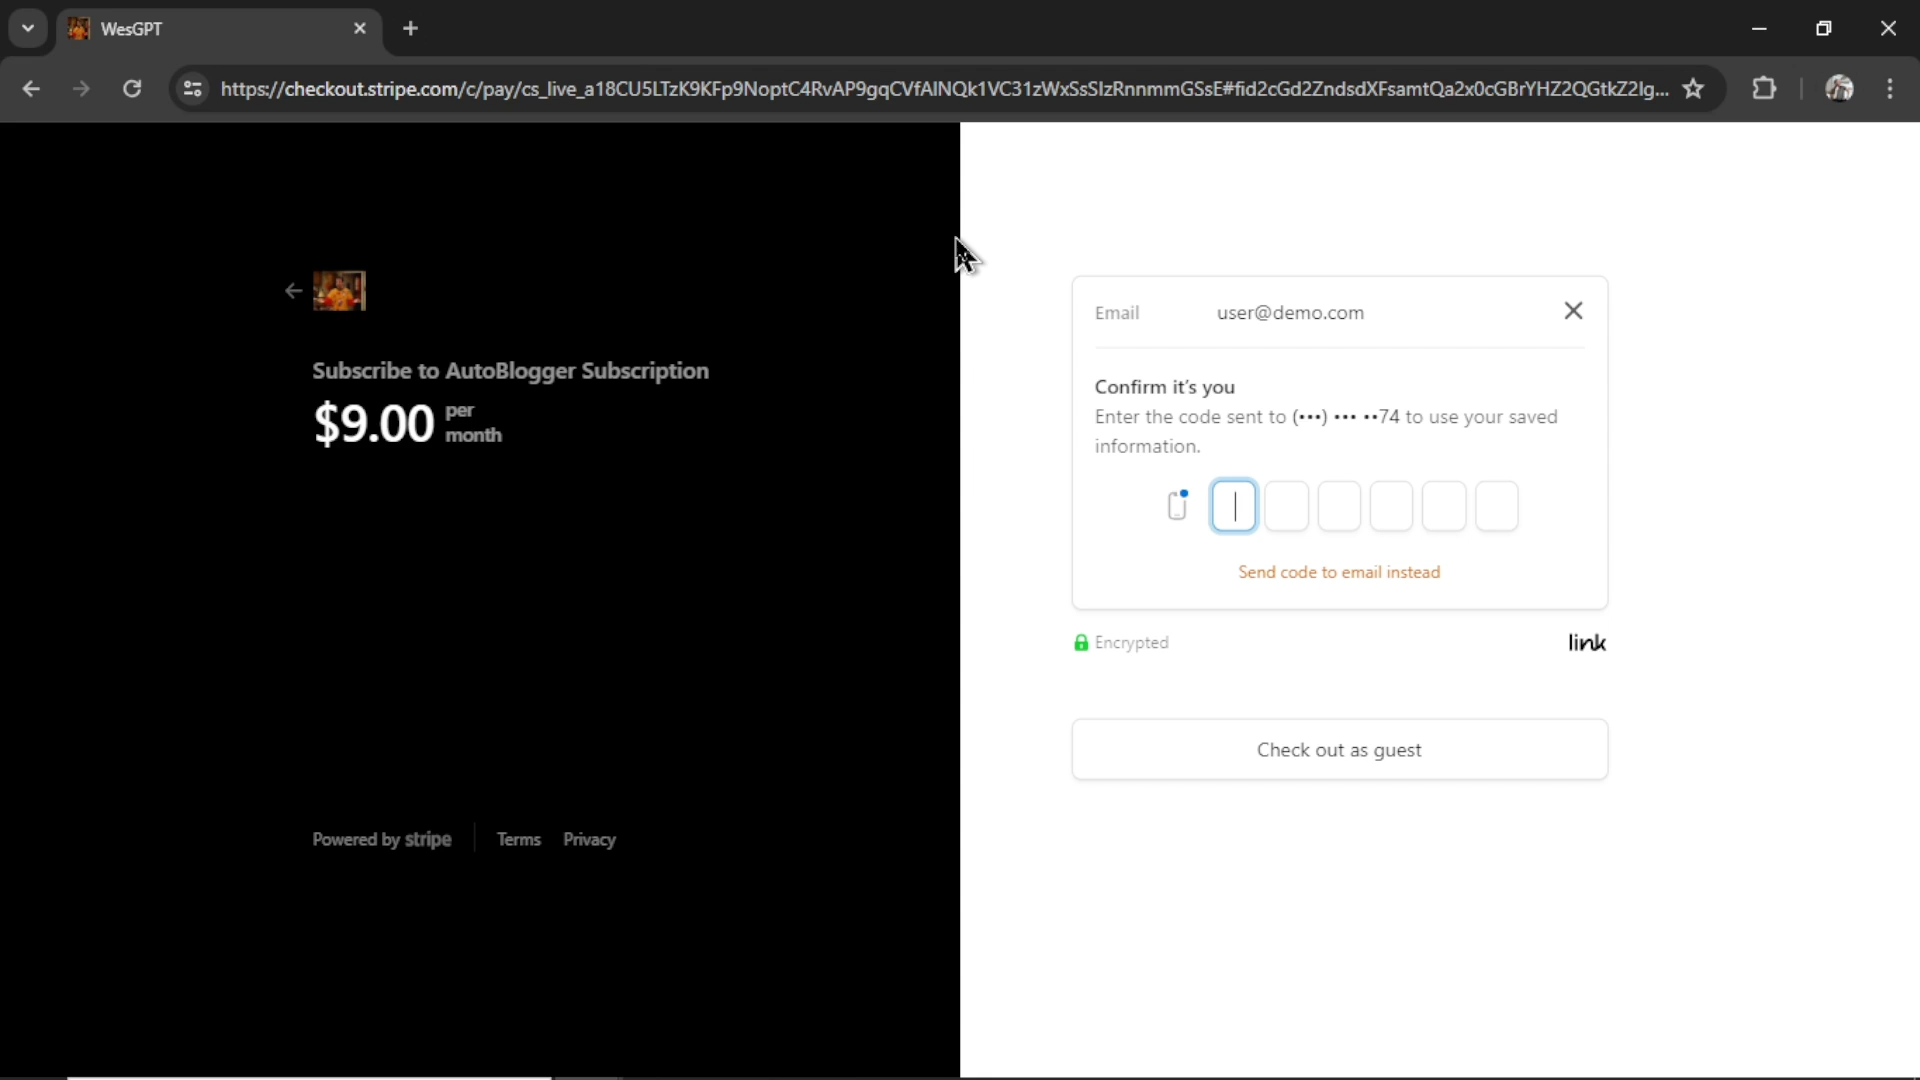 WesGPT
https://checkout.stripe.com/c/pay/cs_live_a18CU5LTzK9KFp9NoptC4RvAP9gqCVfAINQk1VC31zWxSsSIzRnnmmGSsE#fid2cGd2ZndsdXFsamtQa2x0cGBrYHZ2QGtkZ2lg...
Subscribe to AutoBlogger Subscription
$9.00 per
month
Powered by stripe
Terms
Privacy
Email
user@demo.com
Confirm it's you
Enter the code sent to (•••) ••• ••74 to use your saved
information.
Send code to email instead
Encrypted
link
Check out as guest